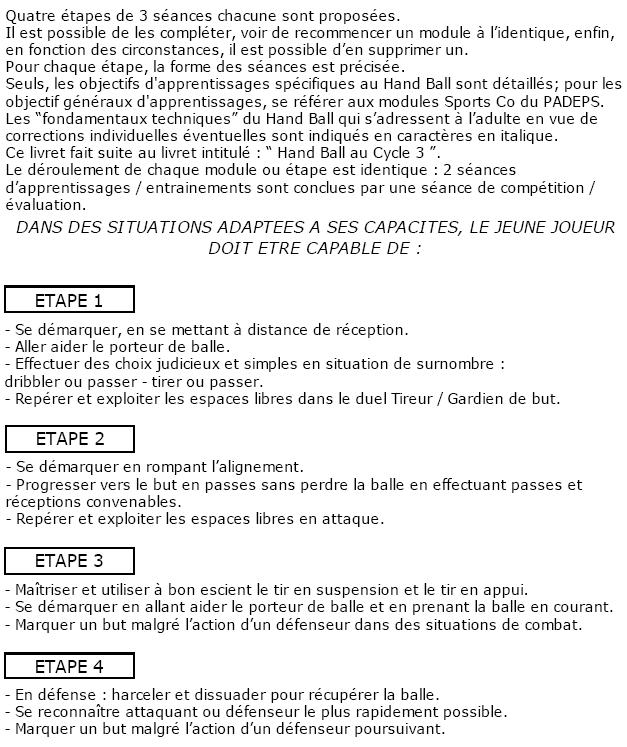 Quatre étapes de 3 séances chacune sont proposées.
Il est possible de les compléter, voir de recommencer un module à l’identique, enfin,
en fonction des circonstances, il est possible d’en supprimer un.
Pour chaque étape, la forme des séances est précisée.
Seuls, les objectifs d'apprentissages spécifiques au Hand Ball sont détaillés; pour les
objectif généraux d'apprentissages, se référer aux modules Sports Co du PADEPS.
Les “fondamentaux techniques” du Hand Ball qui s’adressent à l’adulte en vue de
corrections individuelles éventuelles sont indiqués en caractères en italique.
Ce livret fait suite au livret intitulé : “ Hand Ball au Cycle 3 ”.
Le déroulement de chaque module ou étape est identique : 2 séances
d’apprentissages / entrainements sont conclues par une séance de compétition /
évaluation.
DANS DES SITUATIONS ADAPTEES A SES CAPACITES, LE JEUNE JOUEUR
DOIT ETRE CAPABLE DE :
ETAPE 1
- Se démarquer, en se mettant à distance de réception.
- Aller aider le porteur de balle.
- Effectuer des choix judicieux et simples en situation de surnombre :
dribbler ou passer - tirer ou passer.
- Repérer et exploiter les espaces libres dans le duel Tireur / Gardien de but.
ETAPE 2
- Se démarquer en rompant l’alignement.
- Progresser vers le but en passes sans perdre la balle en effectuant passes et
réceptions convenables.
- Repérer et exploiter les espaces libres en attaque.
ETAPE 3
- Maîtriser et utiliser à bon escient le tir en suspension et le tir en appui.
- Se démarquer en allant aider le porteur de balle et en prenant la balle en courant.
- Marquer un but malgré l’action d’un défenseur dans des situations de combat.
ETAPE 4
- En défense : harceler et dissuader pour récupérer la balle.
- Se reconnaître attaquant ou défenseur le plus rapidement possible.
- Marquer un but malgré l’action d’un défenseur poursuivant.